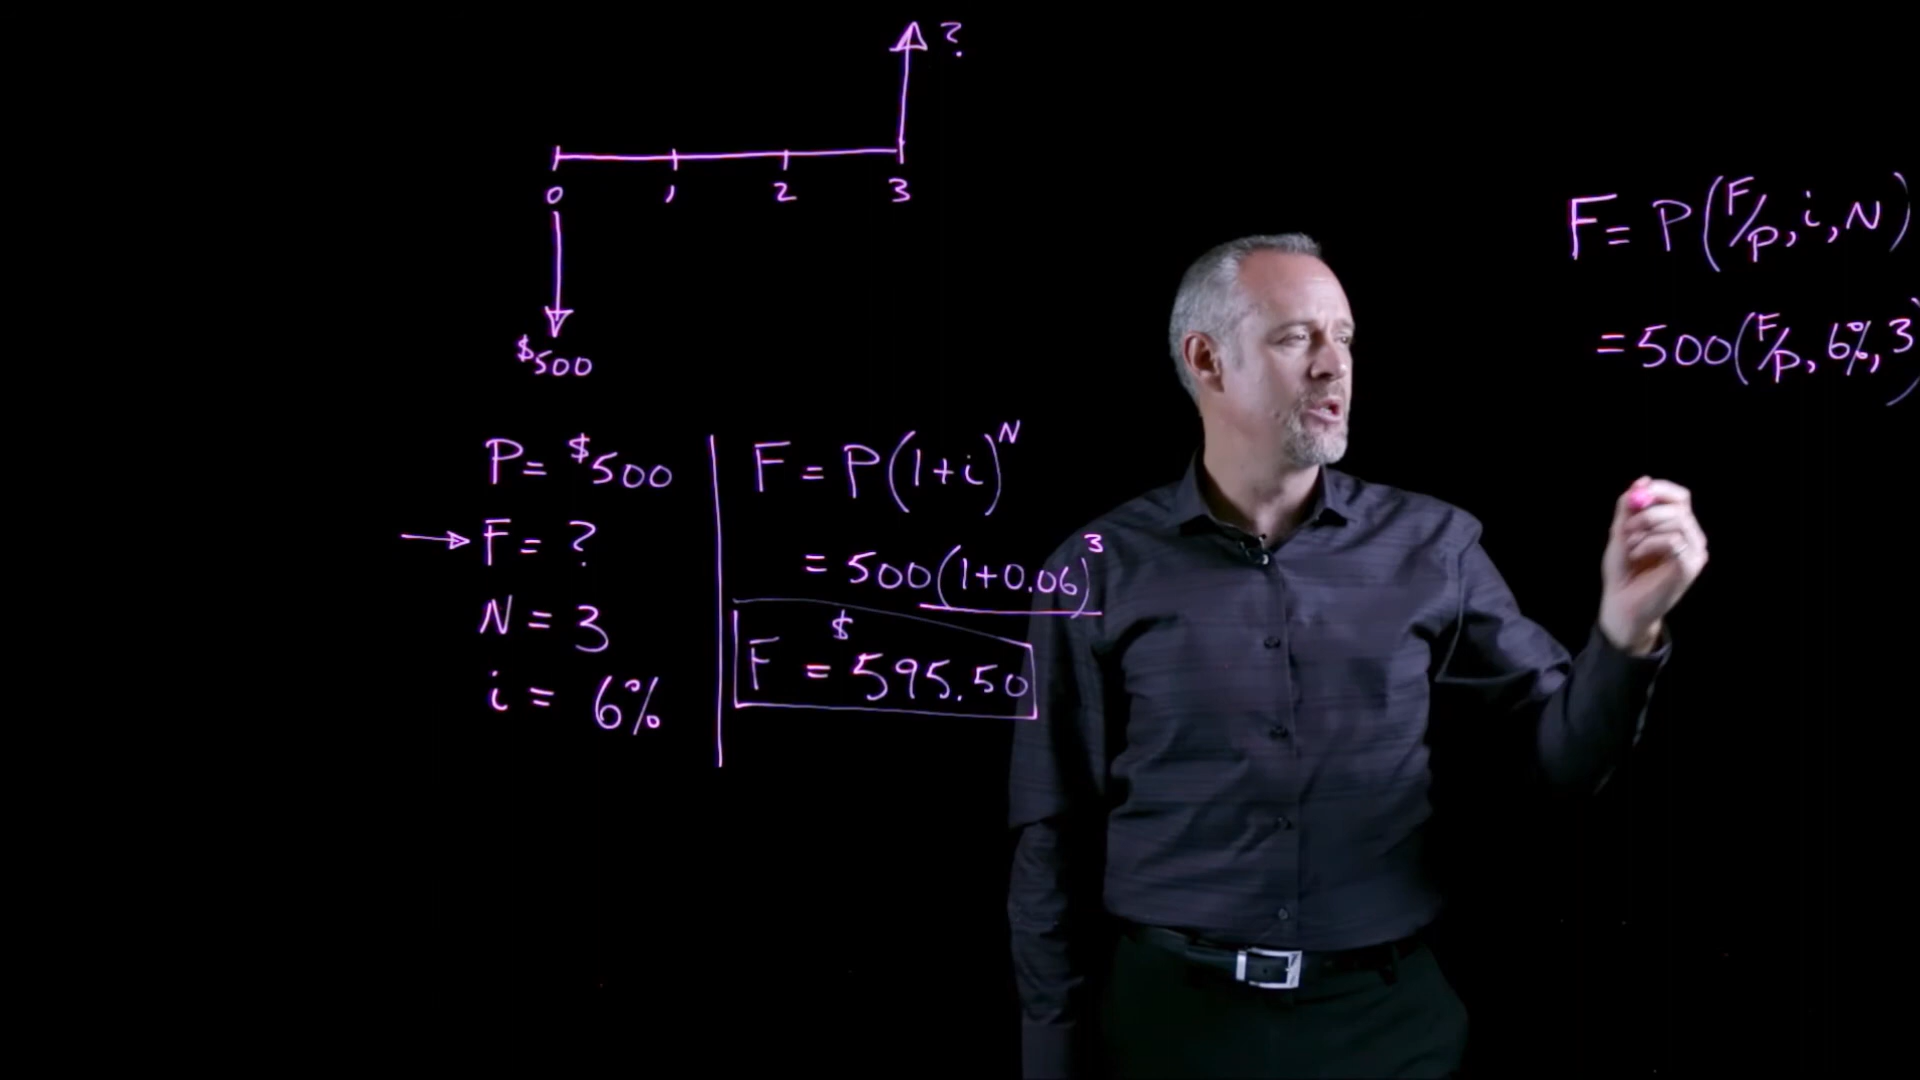 ?
0 1 2 3
$500
P = $500
F = ?
N = 3
i = 6%
F = P(1+i)^N
= 500(1+0.06)^3
F = $595.50
F = P(F/P, i, N)
= 500(F/P, 6%, 3)